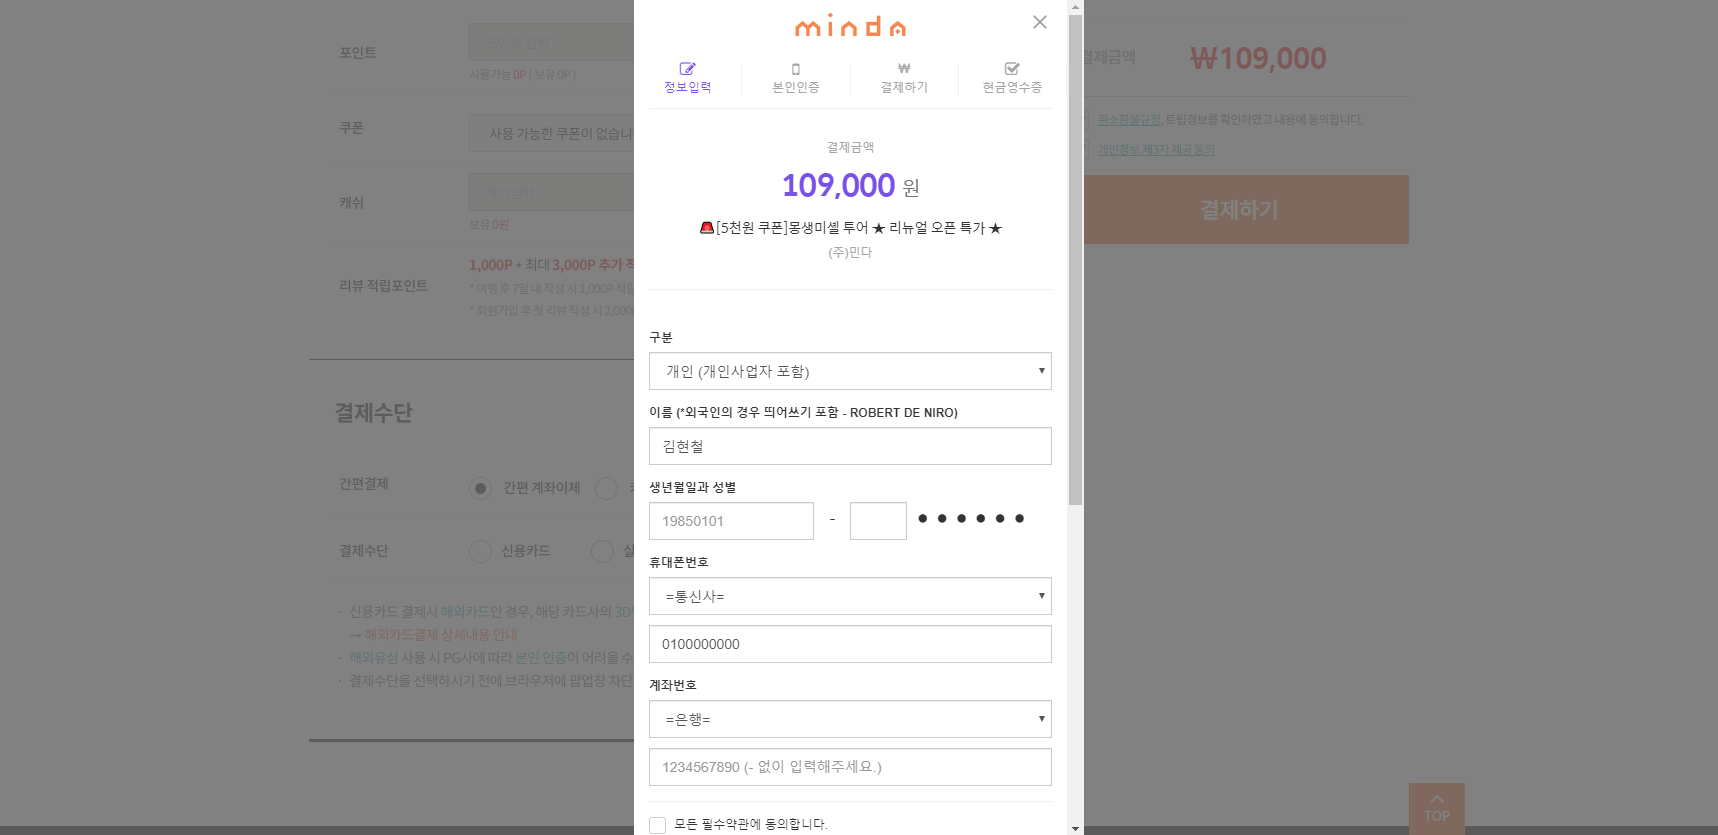 minda
정보입력 본인인증 ₩ 결제하기 현금영수증
결제금액
109,000 원
[5천원 쿠폰]몽생미셸 투어 ★ 리뉴얼 오픈 특가 ★
(주)민다
구분
개인 (개인사업자 포함)
이름 (*외국인의 경우 띄어쓰기 포함 - ROBERT DE NIRO)
김현철
생년월일과 성별
19850101 - ● ● ● ● ● ●
휴대폰번호
=통신사=
0100000000
계좌번호
=은행=
1234567890 (- 없이 입력해주세요.)
모든 필수약관에 동의합니다.
포인트
포인트 입력
사용가능 0P ( 보유 0P )
쿠폰
사용 가능한 쿠폰이 없습니
캐쉬
캐쉬입력
보유 0원
리뷰 적립포인트
1,000P + 최대 3,000P 추가
* 여행 후 7일 내 작성 시 1,000P 적립
* 회원가입 후 첫 리뷰 작성 시 2,000
결제수단
간편결제
간편 계좌이체
결제수단
신용카드
· 신용카드 결제시 해외카드인 경우, 해당 카드사의 3D
→ 해외카드결제 상세내용 안내
· 해외유심 사용 시 PG사에 따라 본인 인증이 어려울 수
· 결제수단을 선택하시기 전에 브라우저에 팝업창 차단
결제금액 ₩109,000
취소환불규정, 트립정보를 확인하였고 내용에 동의합니다.
개인정보 제3자 제공 동의
결제하기
TOP